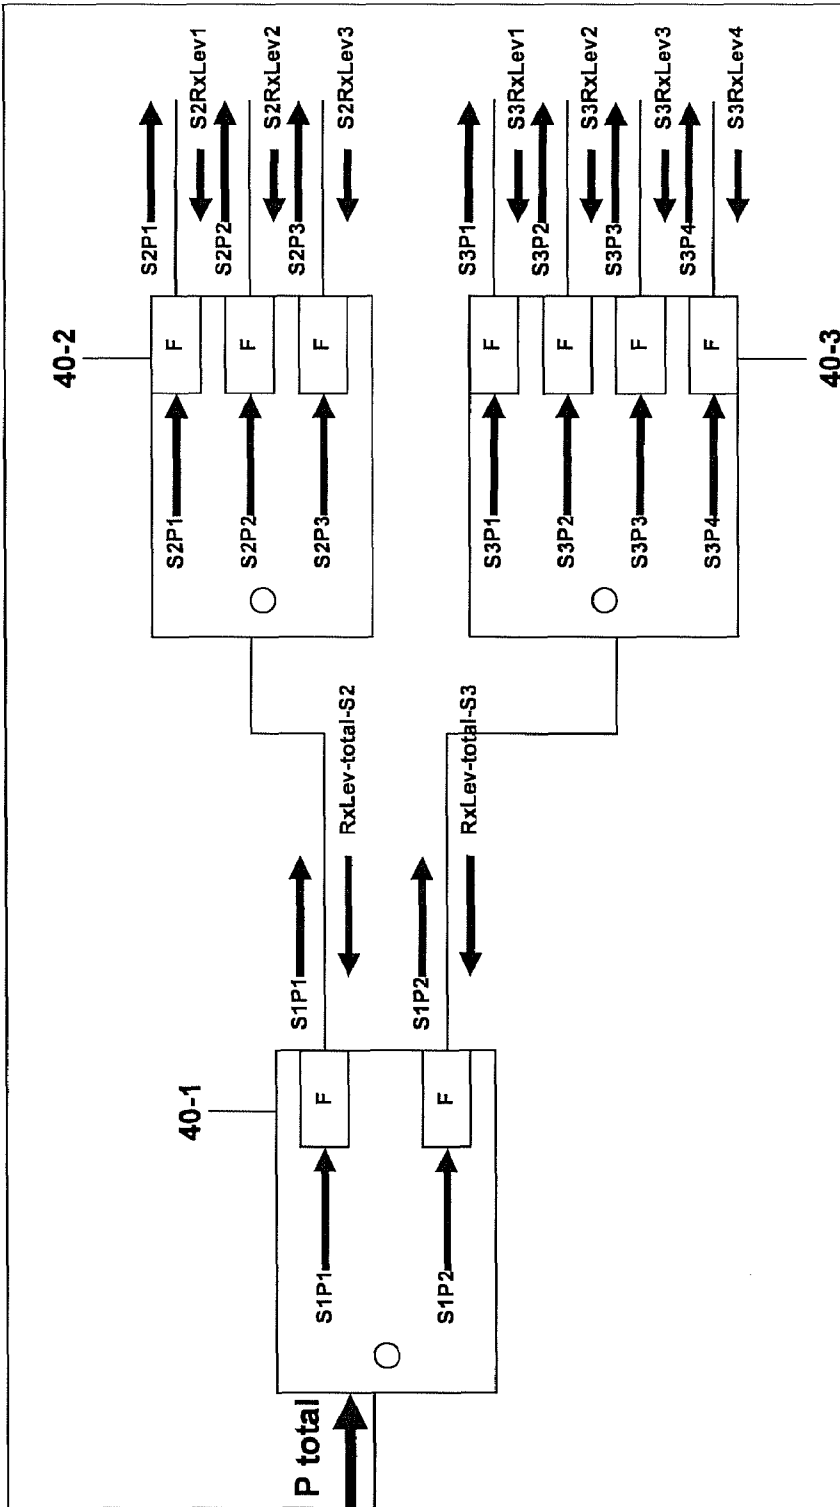 P total
40-1
S1P1
F
S1P1
S1P2
F
S1P2
RxLev-total-S2
RxLev-total-S3
40-2
S2P1
F
S2P1
S2RxLev1
S2P2
F
S2P2
S2RxLev2
S2P3
F
S2P3
S2RxLev3
40-3
S3P1
F
S3P1
S3RxLev1
S3P2
F
S3P2
S3RxLev2
S3P3
F
S3P3
S3RxLev3
S3P4
F
S3P4
S3RxLev4